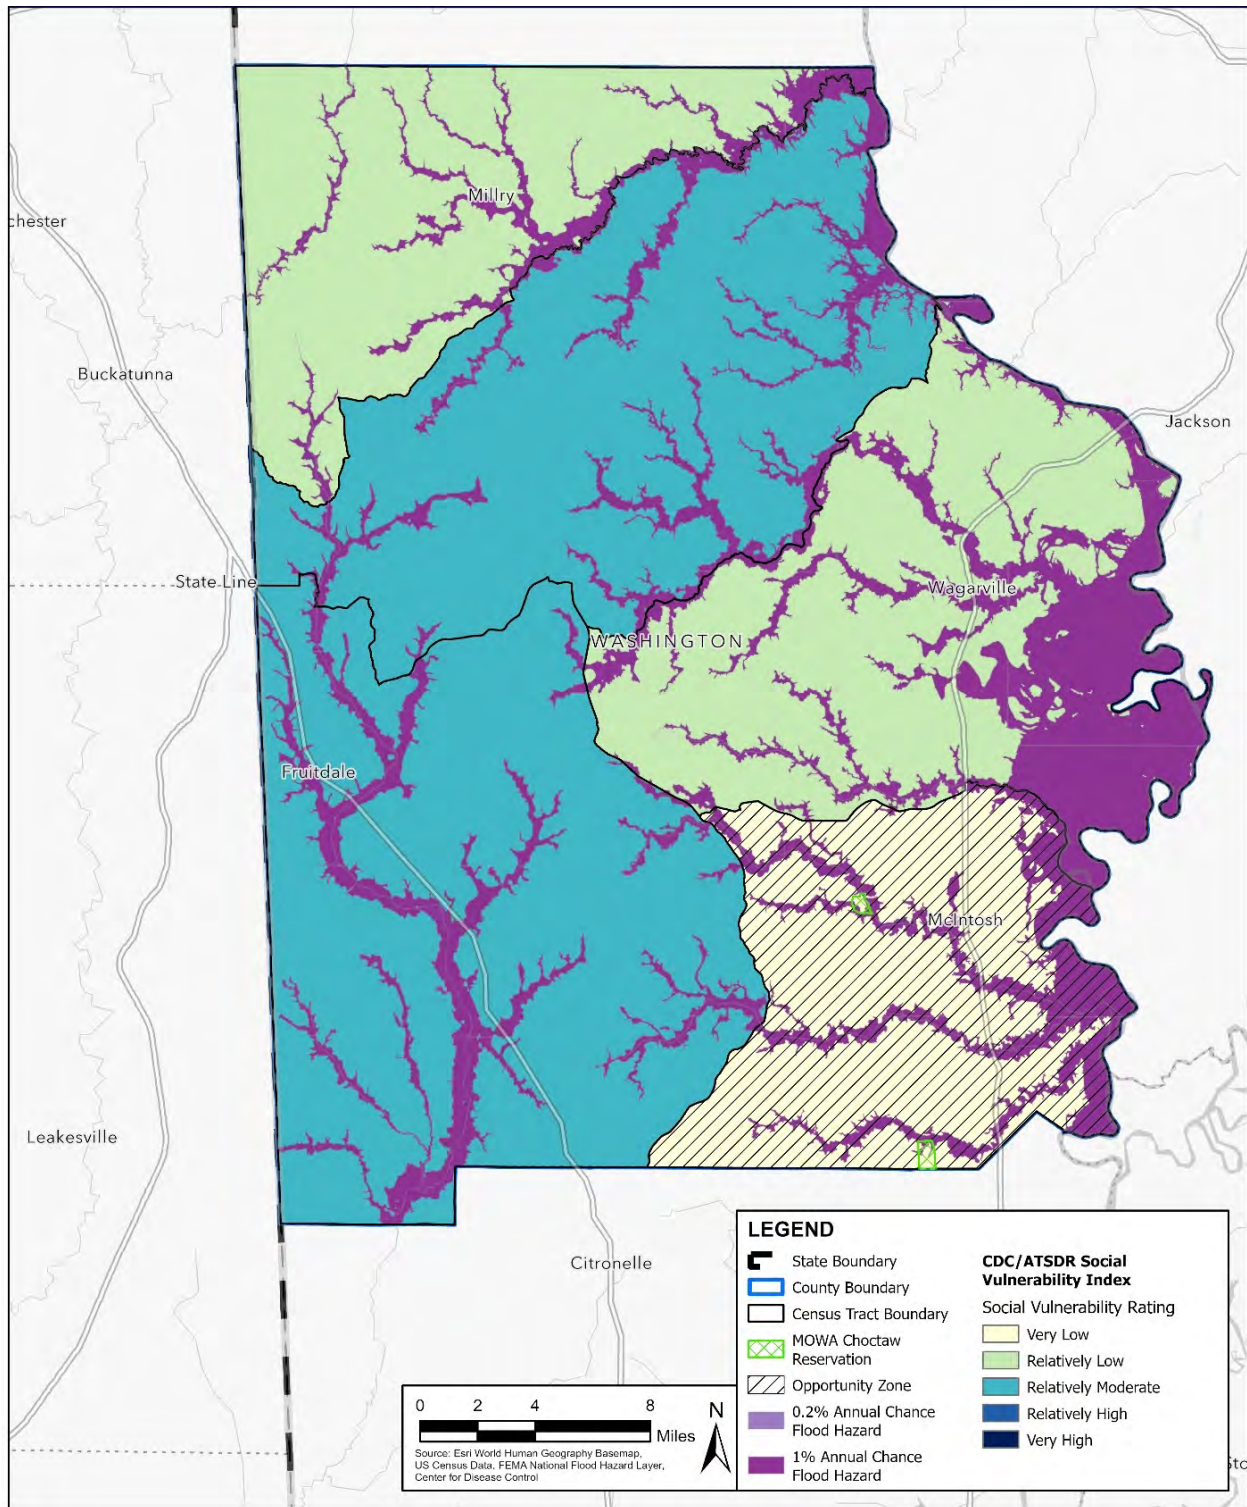 Millry
chester
Buckatunna
Jackson
State Line
Wagarville
WASHINGTON
Fruitdale
McIntosh
Leakesville
Citronelle
LEGEND
State Boundary
County Boundary
Census Tract Boundary
MOWA Choctaw
Reservation
Opportunity Zone
0.2% Annual Chance
Flood Hazard
1% Annual Chance
Flood Hazard
CDC/ATSDR Social
Vulnerability Index
Social Vulnerability Rating
Very Low
Relatively Low
Relatively Moderate
Relatively High
Very High
0 2 4 8
Miles
N
Source: Esri World Human Geography Basemap,
US Census Data, FEMA National Flood Hazard Layer,
Center for Disease Control
Sto